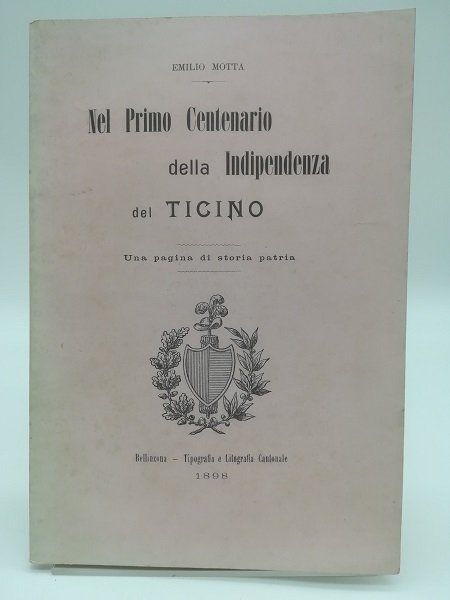 EMILIO MOTTA
Nel Primo Centenario
della Indipendenza
del TICINO
Una pagina di storia patria
Bellinzona — Tipografia e Litografia Cantonale
1898